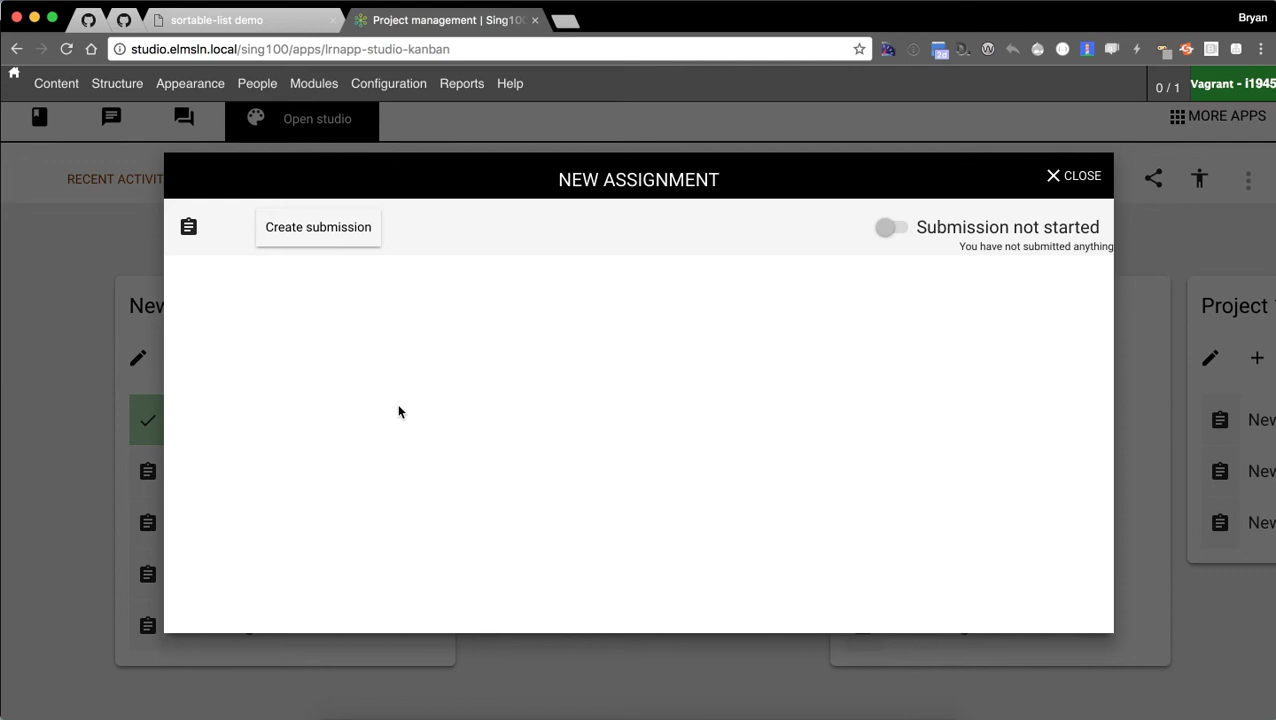 sortable-list demo
Project management | Sing100
Bryan
studio.elmsln.local/sing100/apps/lrnapp-studio-kanban
2d
Content Structure Appearance People Modules Configuration Reports Help
0 / 1
Vagrant - i1945
Open studio
MORE APPS
RECENT ACTIVIT
NEW ASSIGNMENT
CLOSE
Create submission
Submission not started
You have not submitted anything
New
Project
New
New
New